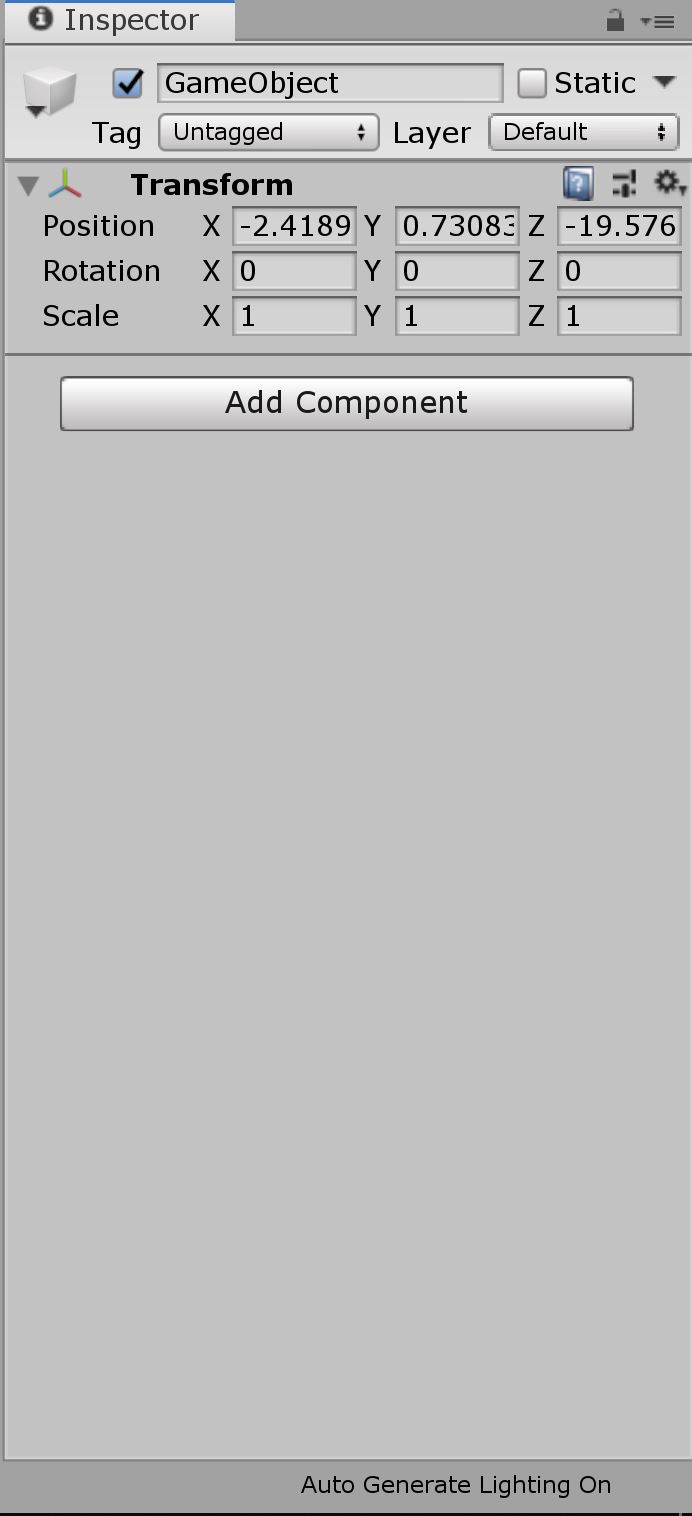 Inspector
GameObject Static
Tag Untagged Layer Default
Transform
Position X -2.4189 Y 0.73083 Z -19.576
Rotation X 0 Y 0 Z 0
Scale X 1 Y 1 Z 1
Add Component
Auto Generate Lighting On